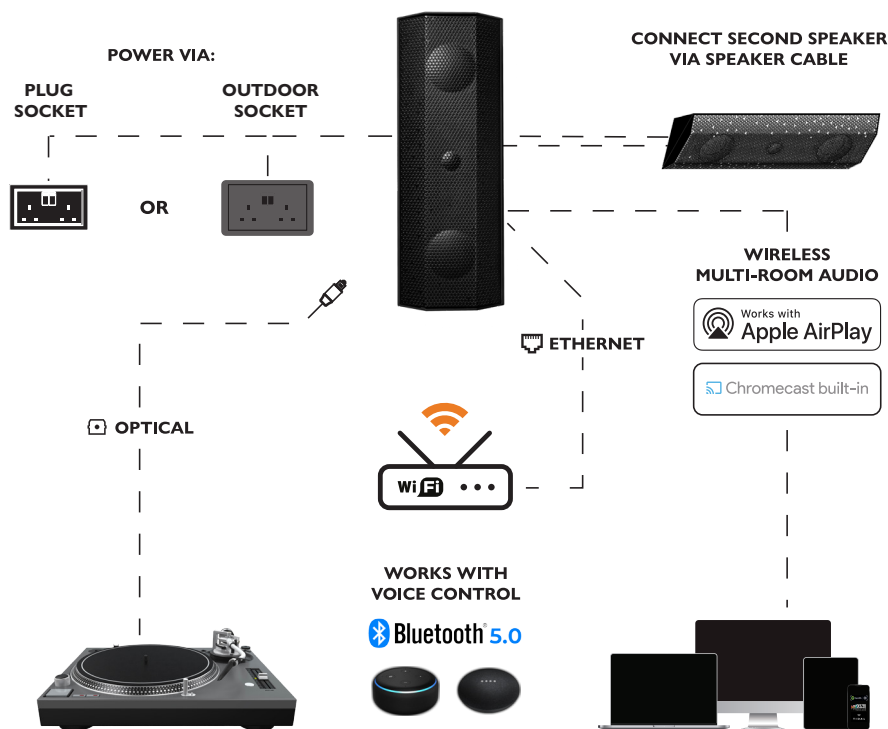 POWER VIA:
PLUG
SOCKET
OUTDOOR
SOCKET
OR
CONNECT SECOND SPEAKER
VIA SPEAKER CABLE
WIRELESS
MULTI-ROOM AUDIO
Works with
Apple AirPlay
Chromecast built-in
ETHERNET
OPTICAL
Wi Fi
WORKS WITH
VOICE CONTROL
Bluetooth® 5.0